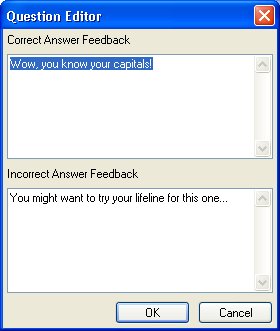 Question Editor
Correct Answer Feedback
Wow, you know your capitals!
Incorrect Answer Feedback
You might want to try your lifeline for this one...
OK
Cancel